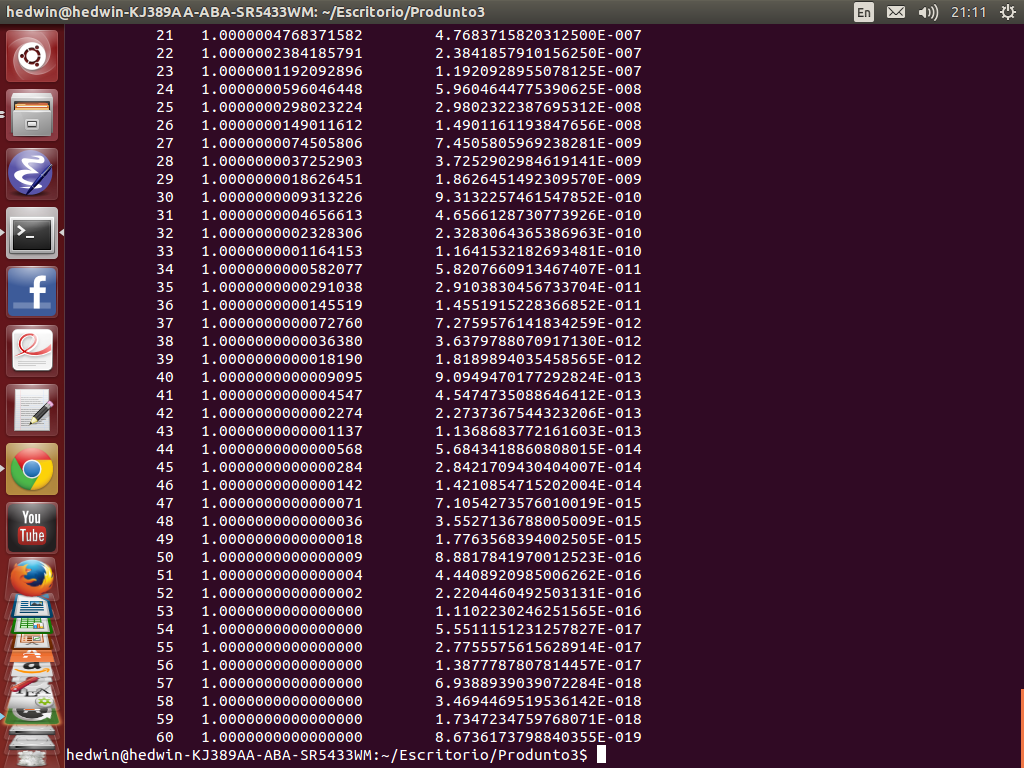 hedwin@hedwin-KJ389AA-ABA-SR5433WM: ~/Escritorio/Produnto3 En 21:11
21 1.0000004768371582 4.7683715820312500E-007
22 1.0000002384185791 2.3841857910156250E-007
23 1.0000001192092896 1.1920928955078125E-007
24 1.0000000596046448 5.9604644775390625E-008
25 1.0000000298023224 2.9802322387695312E-008
26 1.0000000149011612 1.4901161193847656E-008
27 1.0000000074505806 7.4505805969238281E-009
28 1.0000000037252903 3.7252902984619141E-009
29 1.0000000018626451 1.8626451492309570E-009
30 1.0000000009313226 9.3132257461547852E-010
31 1.0000000004656613 4.6566128730773926E-010
32 1.0000000002328306 2.3283064365386963E-010
33 1.0000000001164153 1.1641532182693481E-010
34 1.0000000000582077 5.8207660913467407E-011
35 1.0000000000291038 2.9103830456733704E-011
36 1.0000000000145519 1.4551915228366852E-011
37 1.0000000000072760 7.2759576141834259E-012
38 1.0000000000036380 3.6379788070917130E-012
39 1.0000000000018190 1.8189894035458565E-012
40 1.0000000000009095 9.0949470177292824E-013
41 1.0000000000004547 4.5474735088646412E-013
42 1.0000000000002274 2.2737367544323206E-013
43 1.0000000000001137 1.1368683772161603E-013
44 1.0000000000000568 5.6843418860808015E-014
45 1.0000000000000284 2.8421709430404007E-014
46 1.0000000000000142 1.4210854715202004E-014
47 1.0000000000000071 7.1054273576010019E-015
48 1.0000000000000036 3.5527136788005009E-015
49 1.0000000000000018 1.7763568394002505E-015
50 1.0000000000000009 8.8817841970012523E-016
51 1.0000000000000004 4.4408920985006262E-016
52 1.0000000000000002 2.2204460492503131E-016
53 1.0000000000000000 1.1102230246251565E-016
54 1.0000000000000000 5.5511151231257827E-017
55 1.0000000000000000 2.7755575615628914E-017
56 1.0000000000000000 1.3877787807814457E-017
57 1.0000000000000000 6.9388939039072284E-018
58 1.0000000000000000 3.4694469519536142E-018
59 1.0000000000000000 1.7347234759768071E-018
60 1.0000000000000000 8.6736173798840355E-019
hedwin@hedwin-KJ389AA-ABA-SR5433WM:~/Escritorio/Produnto3$
You
Tube